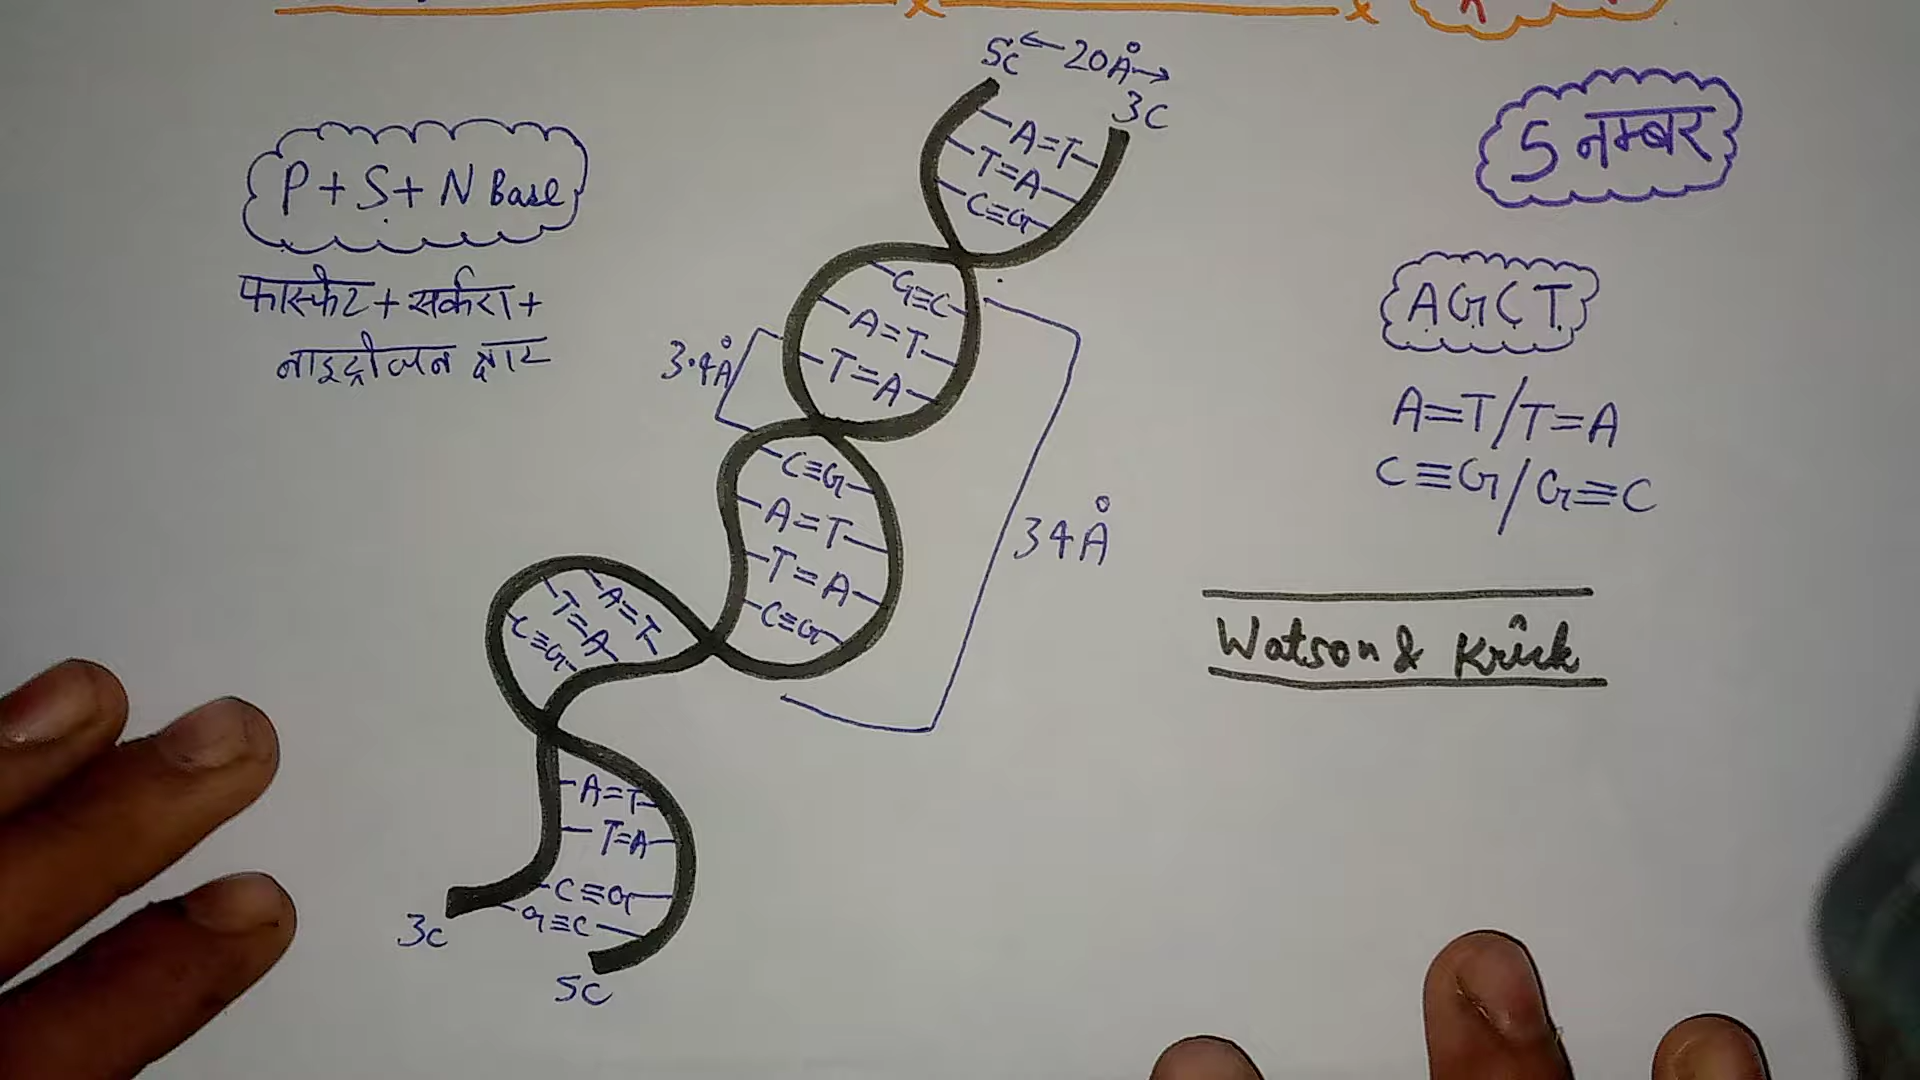 5C ← 20Å →
3C
A=T
T=A
C≡G
G≡C
A=T
T=A
3.4Å
C≡G
A=T
T=A
C≡G
34Å
A=T
T=A
C≡G
A=T
T=A
C≡G
G≡C
3C
5C
P+S+N Base
फास्फेट + सर्करा +
नाइट्रोजन क्षार
5 नम्बर
AGCT
A=T/T=A
C≡G/G≡C
Watson & Krick